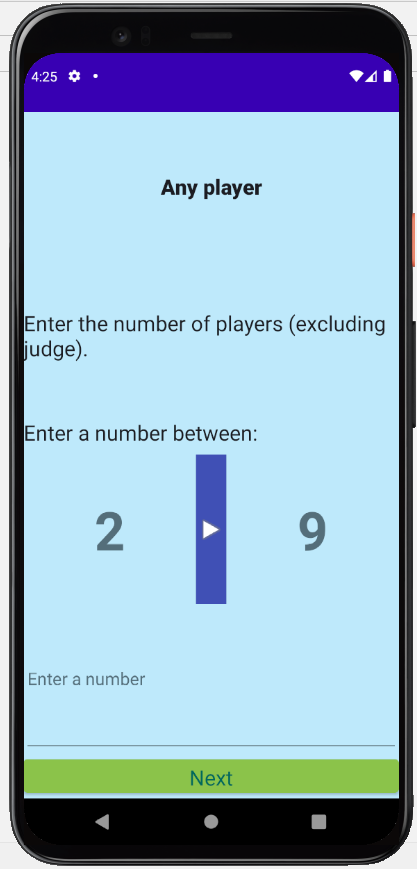 4:25
Any player
Enter the number of players (excluding
judge).
Enter a number between:
2 9
Enter a number
Next